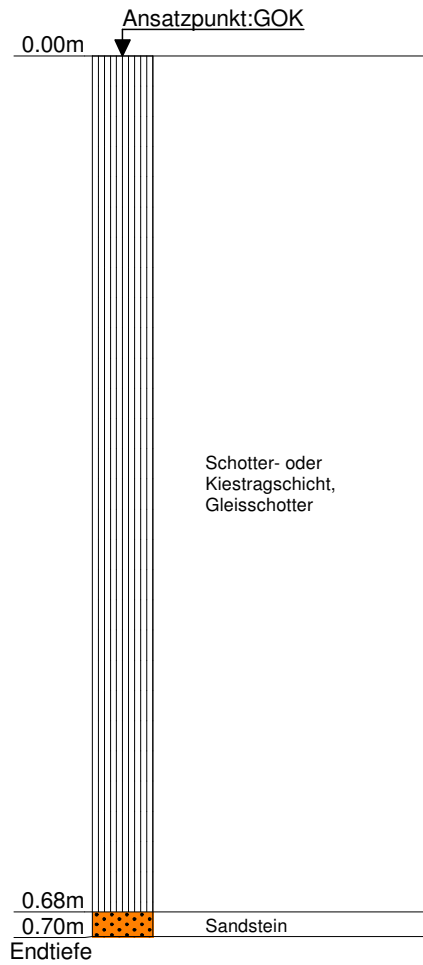 Ansatzpunkt:GOK
0.00m
Schotter- oder
Kiestragschicht,
Gleisschotter
0.68m
0.70m
Sandstein
Endtiefe